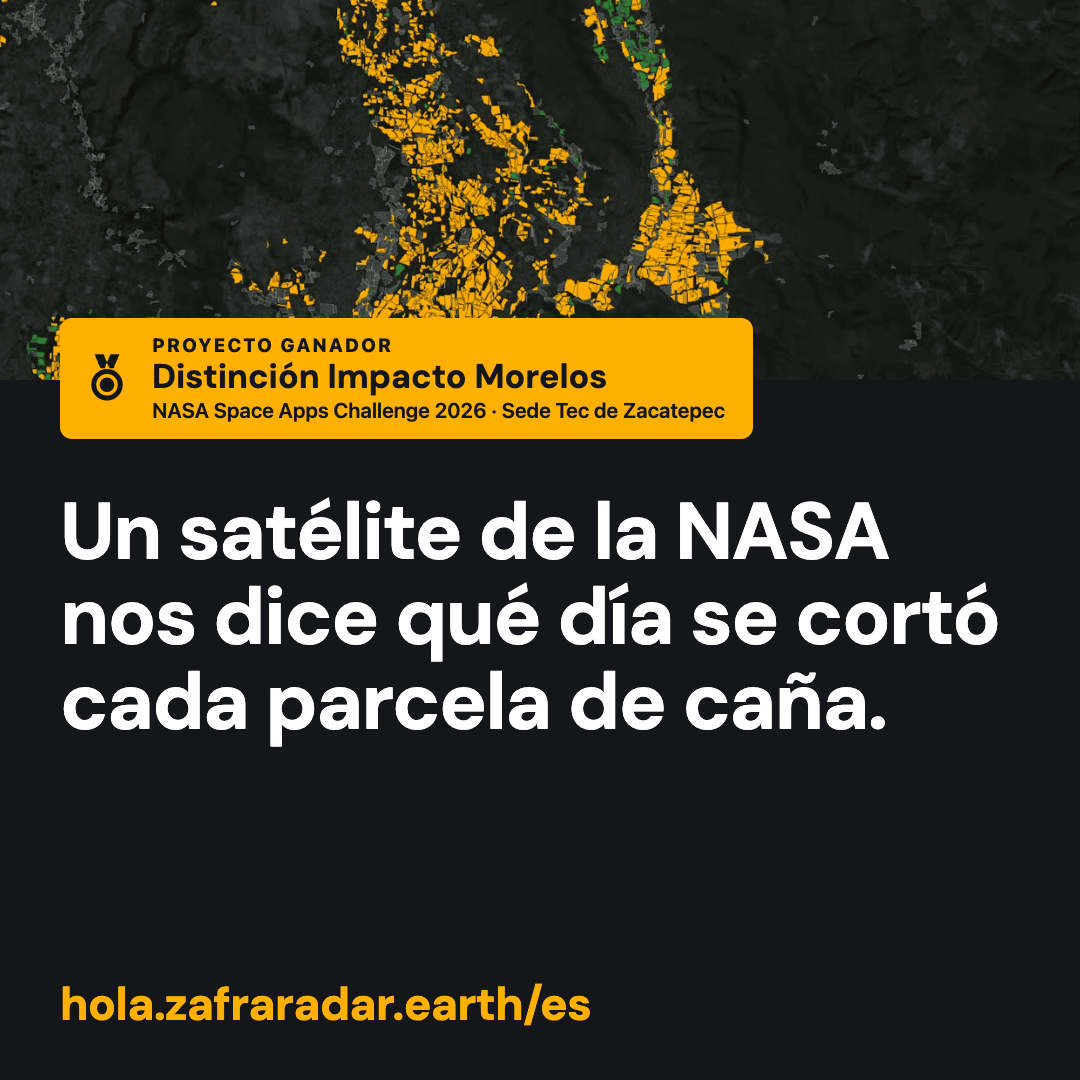 PROYECTO GANADOR
Distinción Impacto Morelos
NASA Space Apps Challenge 2026 · Sede Tec de Zacatepec
Un satélite de la NASA
nos dice qué día se cortó
cada parcela de caña.
hola.zafraradar.earth/es